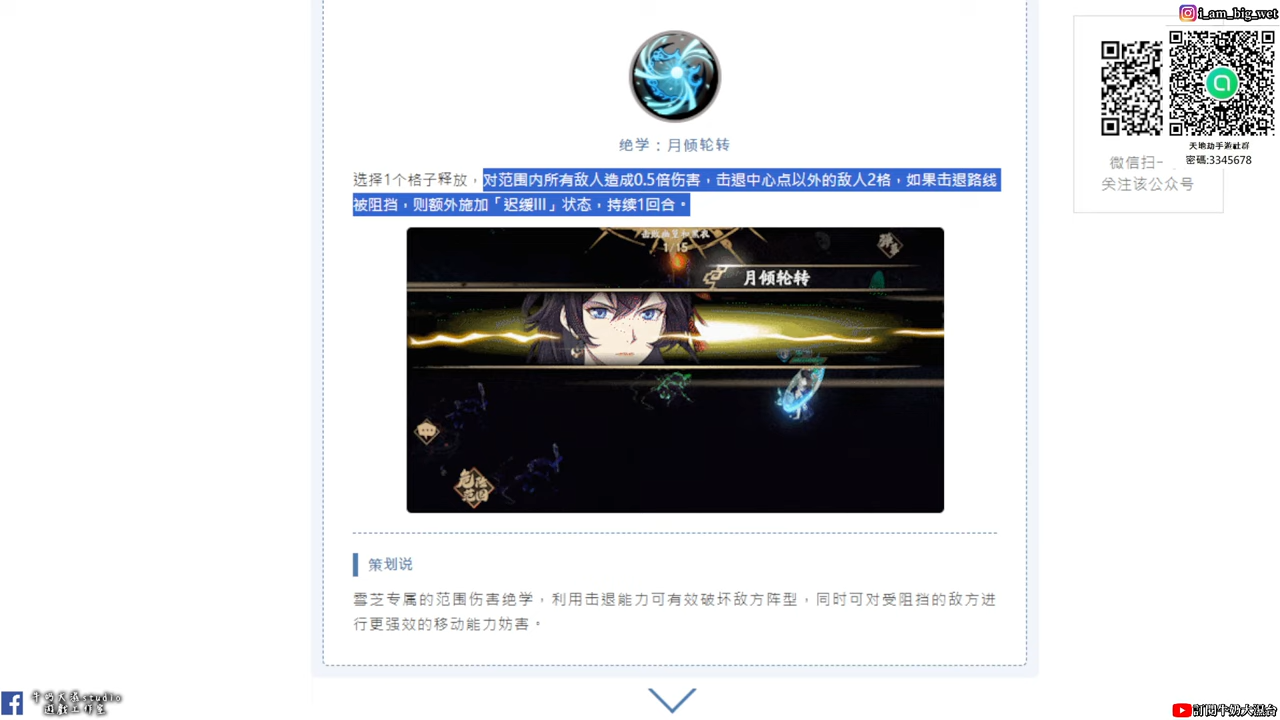 i_am_big_wet
天地劫手游社群
密碼:3345678
微信扫一
关注该公众号
绝学：月倾轮转
选择1个格子释放，对范围内所有敌人造成0.5倍伤害，击退中心点以外的敌人2格，如果击退路线
被阻挡，则额外施加「迟缓III」状态，持续1回合。
1/15
月倾轮转
危险
范围
策划说
雪芝专属的范围伤害绝学，利用击退能力可有效破坏敌方阵型，同时可对受阻挡的敌方进
行更强效的移动能力妨害。
牛奶大濕studio
遊戲工作室
訂閱牛奶大濕台